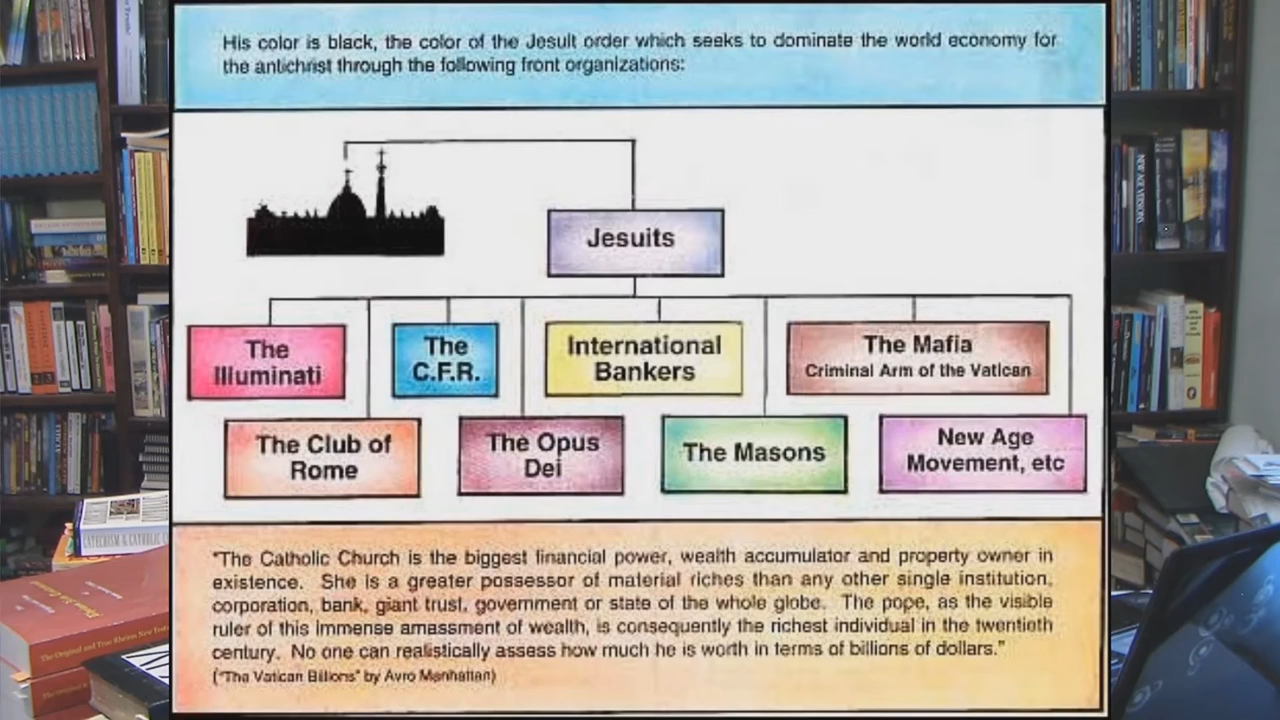 His color is black, the color of the Jesuit order which seeks to dominate the world economy for
the antichrist through the following front organizations:
Jesuits
The
Illuminati
The
C.F.R.
International
Bankers
The Mafia
Criminal Arm of the Vatican
The Club of
Rome
The Opus
Dei
The Masons
New Age
Movement, etc
"The Catholic Church is the biggest financial power, wealth accumulator and property owner in
existence. She is a greater possessor of material riches than any other single institution,
corporation, bank, giant trust, government or state of the whole globe. The pope, as the visible
ruler of this immense amassment of wealth, is consequently the richest individual in the twentieth
century. No one can realistically assess how much he is worth in terms of billions of dollars."
("The Vatican Billions" by Avro Manhattan)
NEW AGE VERSIONS